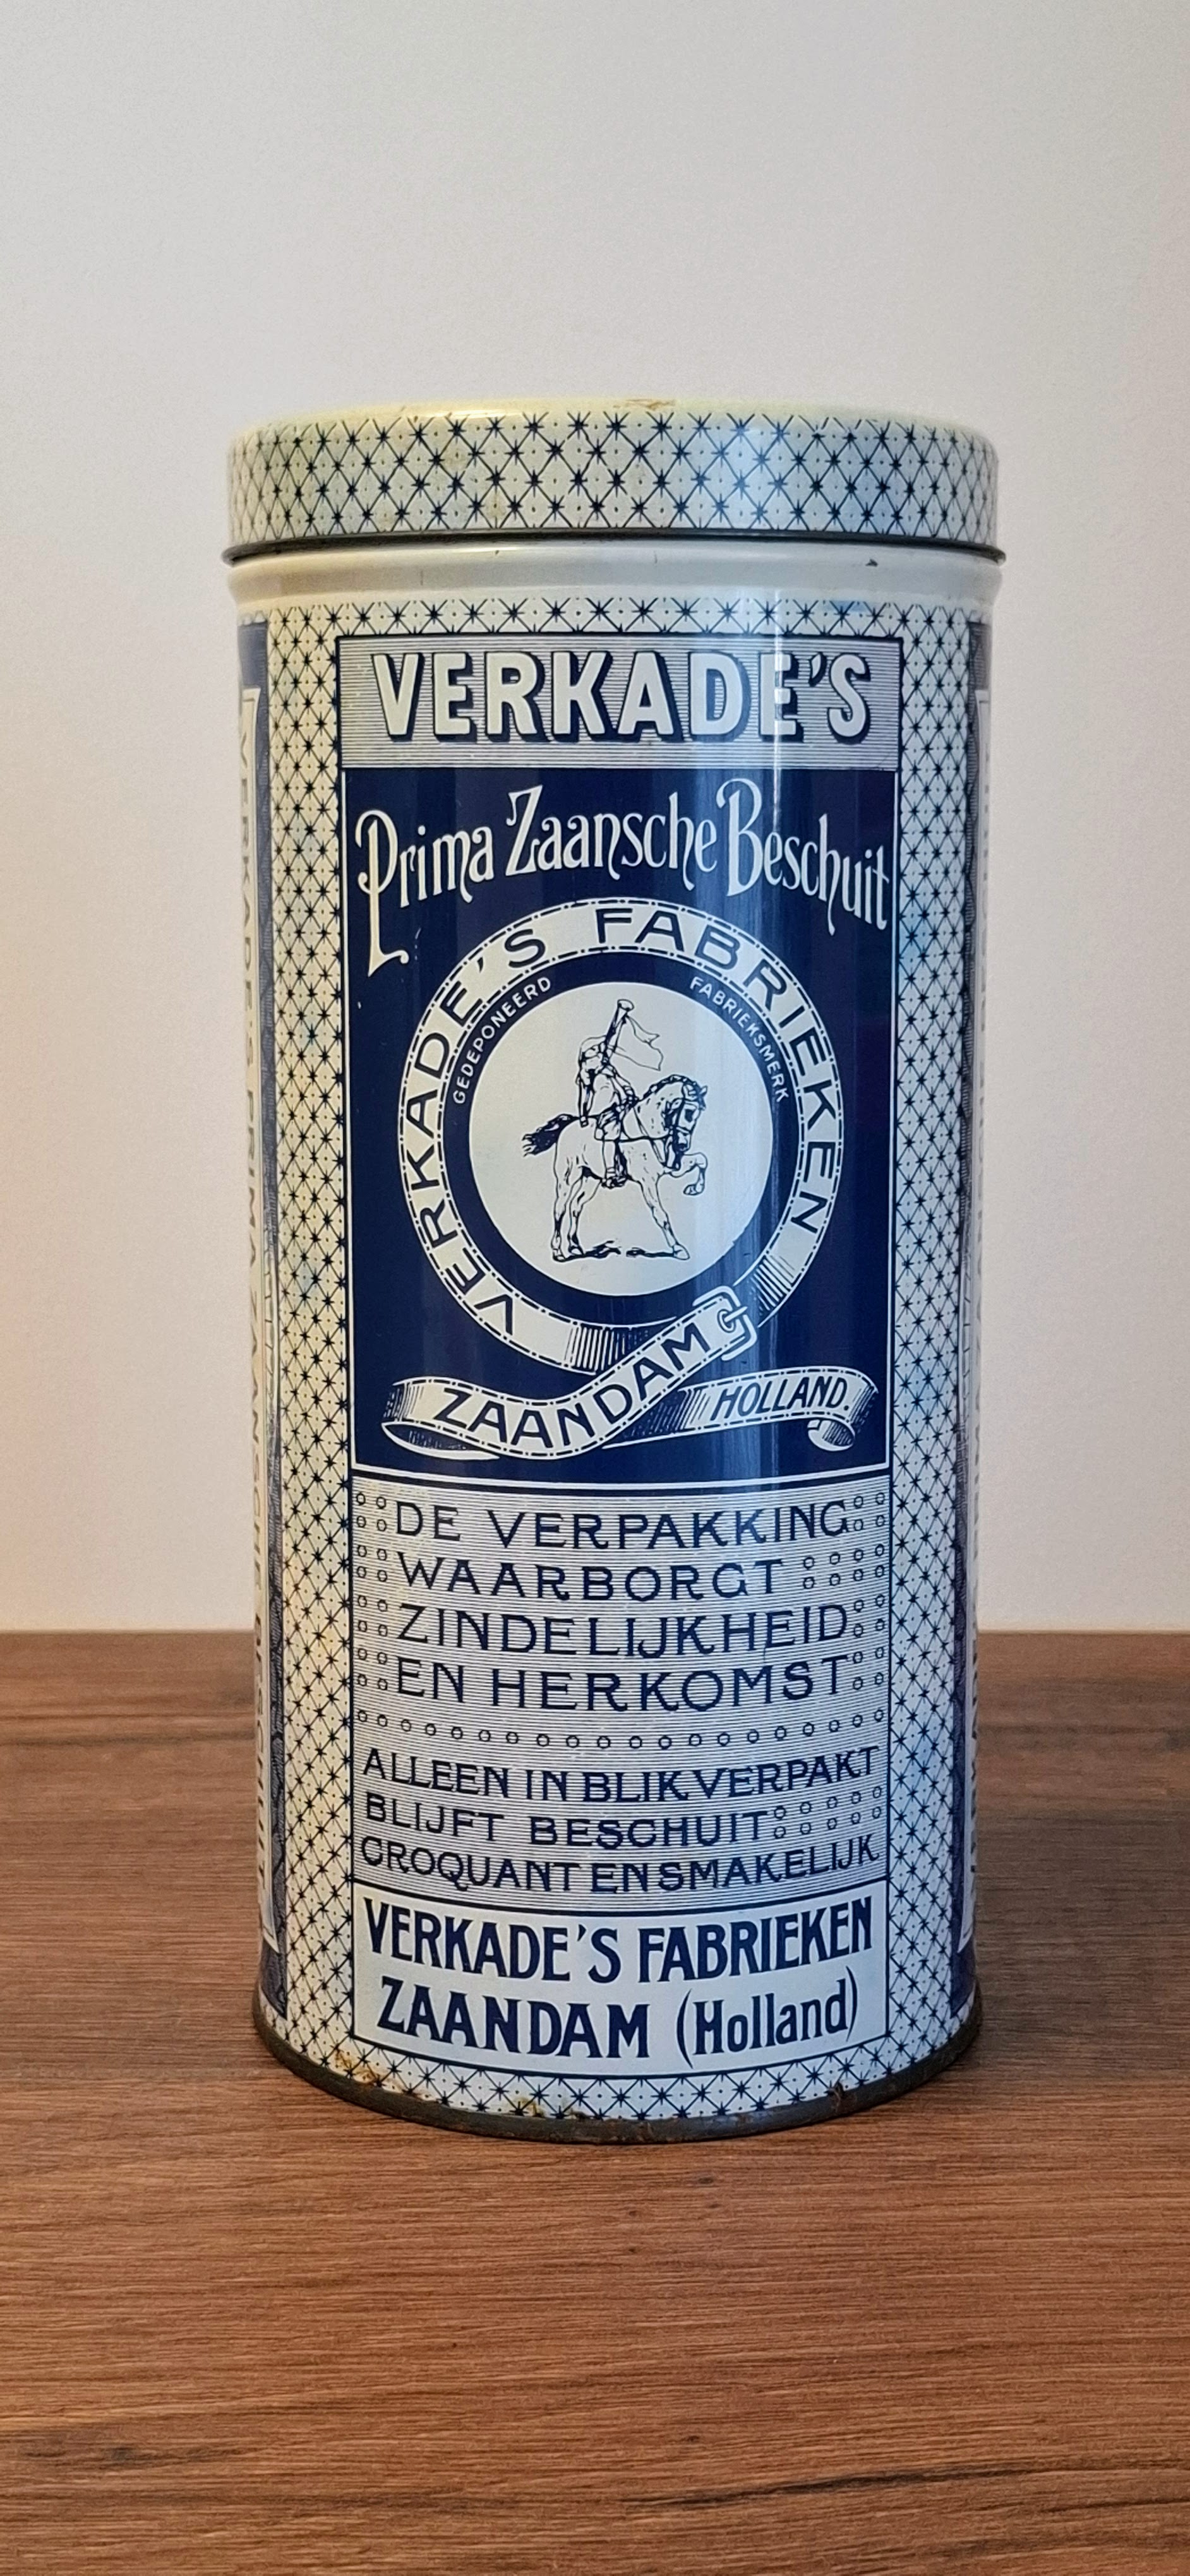 VERKADE'S
Prima Zaansche Beschuit
VERKADE'S FABRIEKEN
GEDEPONEERD FABRIEKSMERK
ZAANDAM HOLLAND.
DE VERPAKKING
WAARBORGT
ZINDELIJKHEID
EN HERKOMST
ALLEEN IN BLIK VERPAKT
BLIJFT BESCHUIT
CROQUANT EN SMAKELIJK
VERKADE'S FABRIEKEN
ZAANDAM (Holland)